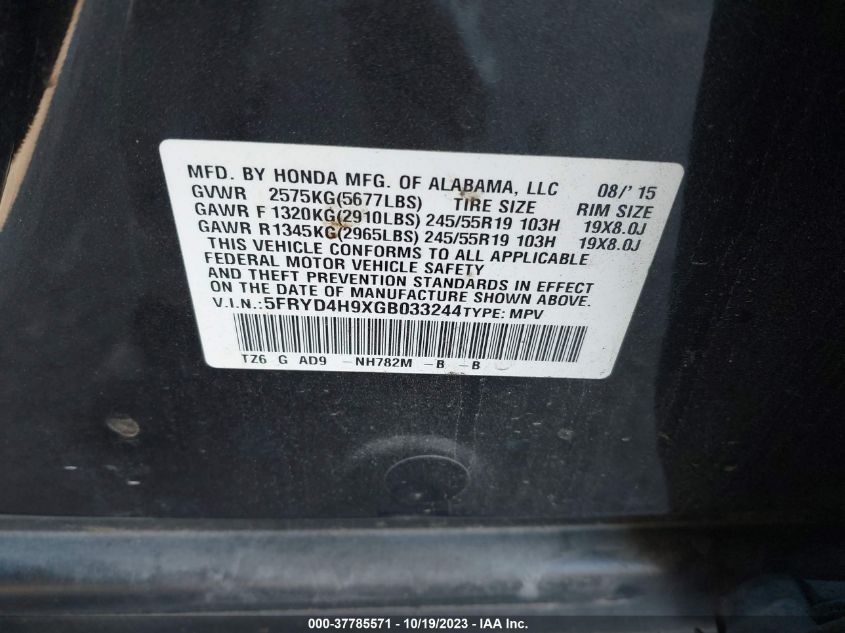 MFD. BY HONDA MFG. OF ALABAMA, LLC 08/'15
GVWR 2575KG(5677LBS) TIRE SIZE RIM SIZE
GAWR F 1320KG(2910LBS) 245/55R19 103H 19X8.0J
GAWR R1345KG(2965LBS) 245/55R19 103H 19X8.0J
THIS VEHICLE CONFORMS TO ALL APPLICABLE
FEDERAL MOTOR VEHICLE SAFETY
AND THEFT PREVENTION STANDARDS IN EFFECT
ON THE DATE OF MANUFACTURE SHOWN ABOVE.
V.I.N.:5FRYD4H9XGB033244TYPE: MPV
TZ6 G AD9 -NH782M -B -B
000-37785571 | 10/19/2023 - IAA Inc.